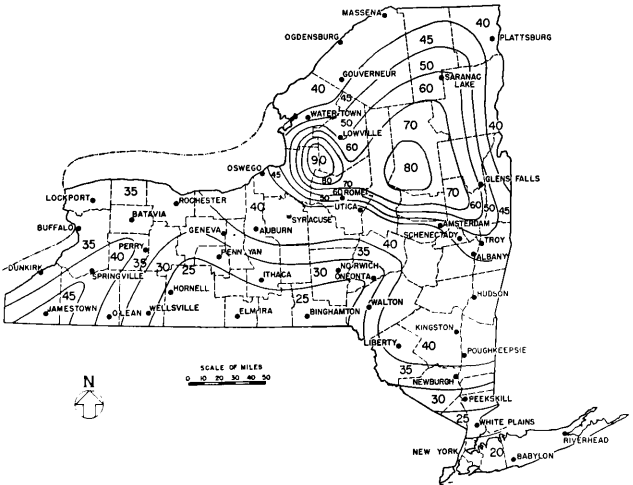 MASSENA
40
OGDENSBURG
45
PLATTSBURG
50
GOUVERNEUR
SARANAC
LAKE
40
60
45
WATERTOWN
50
70
LOWVILLE
40
60
90
OSWEGO
45
80
80
70
GLENS FALLS
LOCKPORT
35
60
ROME
70
50
ROCHESTER
UTICA
60
50
45
BATAVIA
SYRACUSE
AMSTERDAM
BUFFALO
GENEVA
AUBURN
40
SCHENECTADY
TROY
35
PERRY
35
40
ALBANY
40
35
PENN YAN
DUNKIRK
30
25
ITHACA
30
NORWICH
SPRINGVILLE
ONEONTA
HORNELL
45
25
HUDSON
JAMESTOWN
OLEAN
WELLSVILLE
ELMIRA
BINGHAMTON
WALTON
KINGSTON
LIBERTY
40
POUGHKEEPSIE
SCALE OF MILES
35
0 10 20 30 40 50
NEWBURGH
N
30
PEEKSKILL
25
WHITE PLAINS
RIVERHEAD
NEW YORK
20
BABYLON